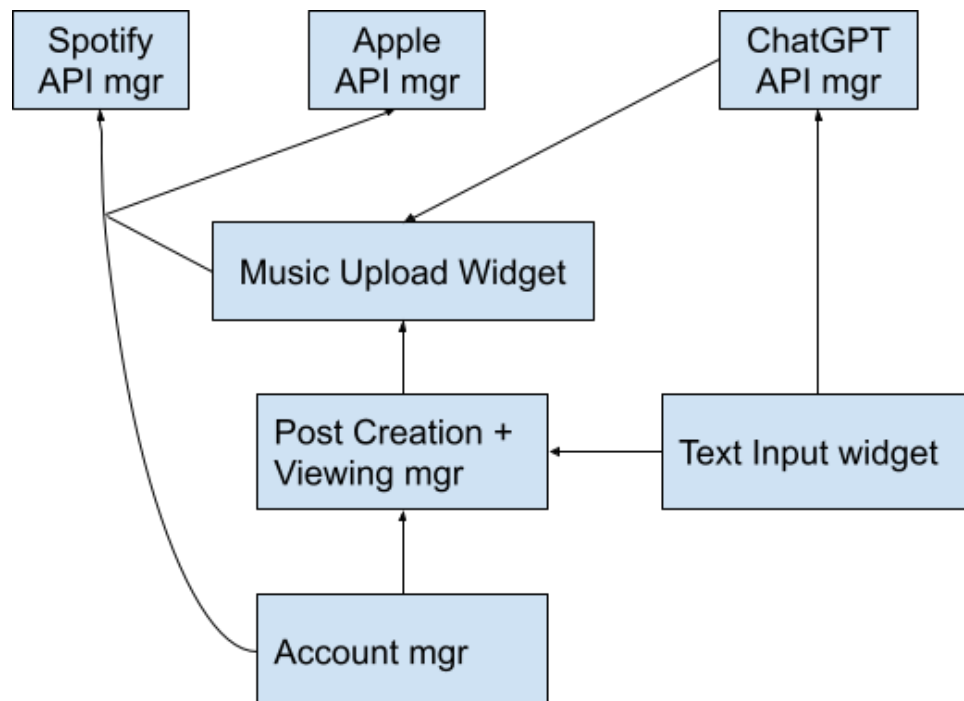 Spotify
API mgr
Apple
API mgr
ChatGPT
API mgr
Music Upload Widget
Post Creation +
Viewing mgr
Text Input widget
Account mgr